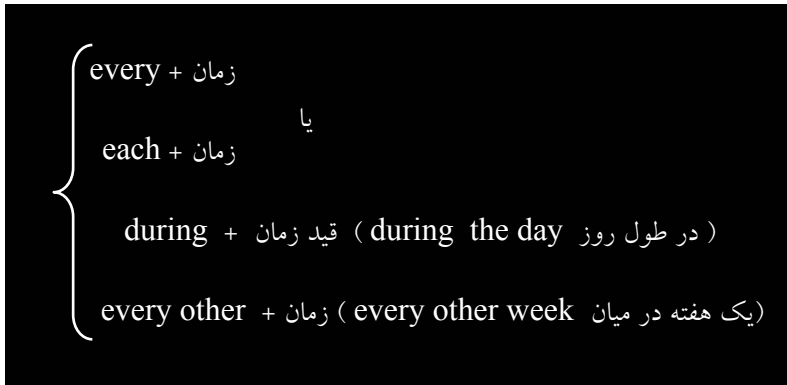 every + زمان
یا
each + زمان
during + قید زمان ( during the day در طول روز )
every other + زمان ( every other week یک هفته در میان)